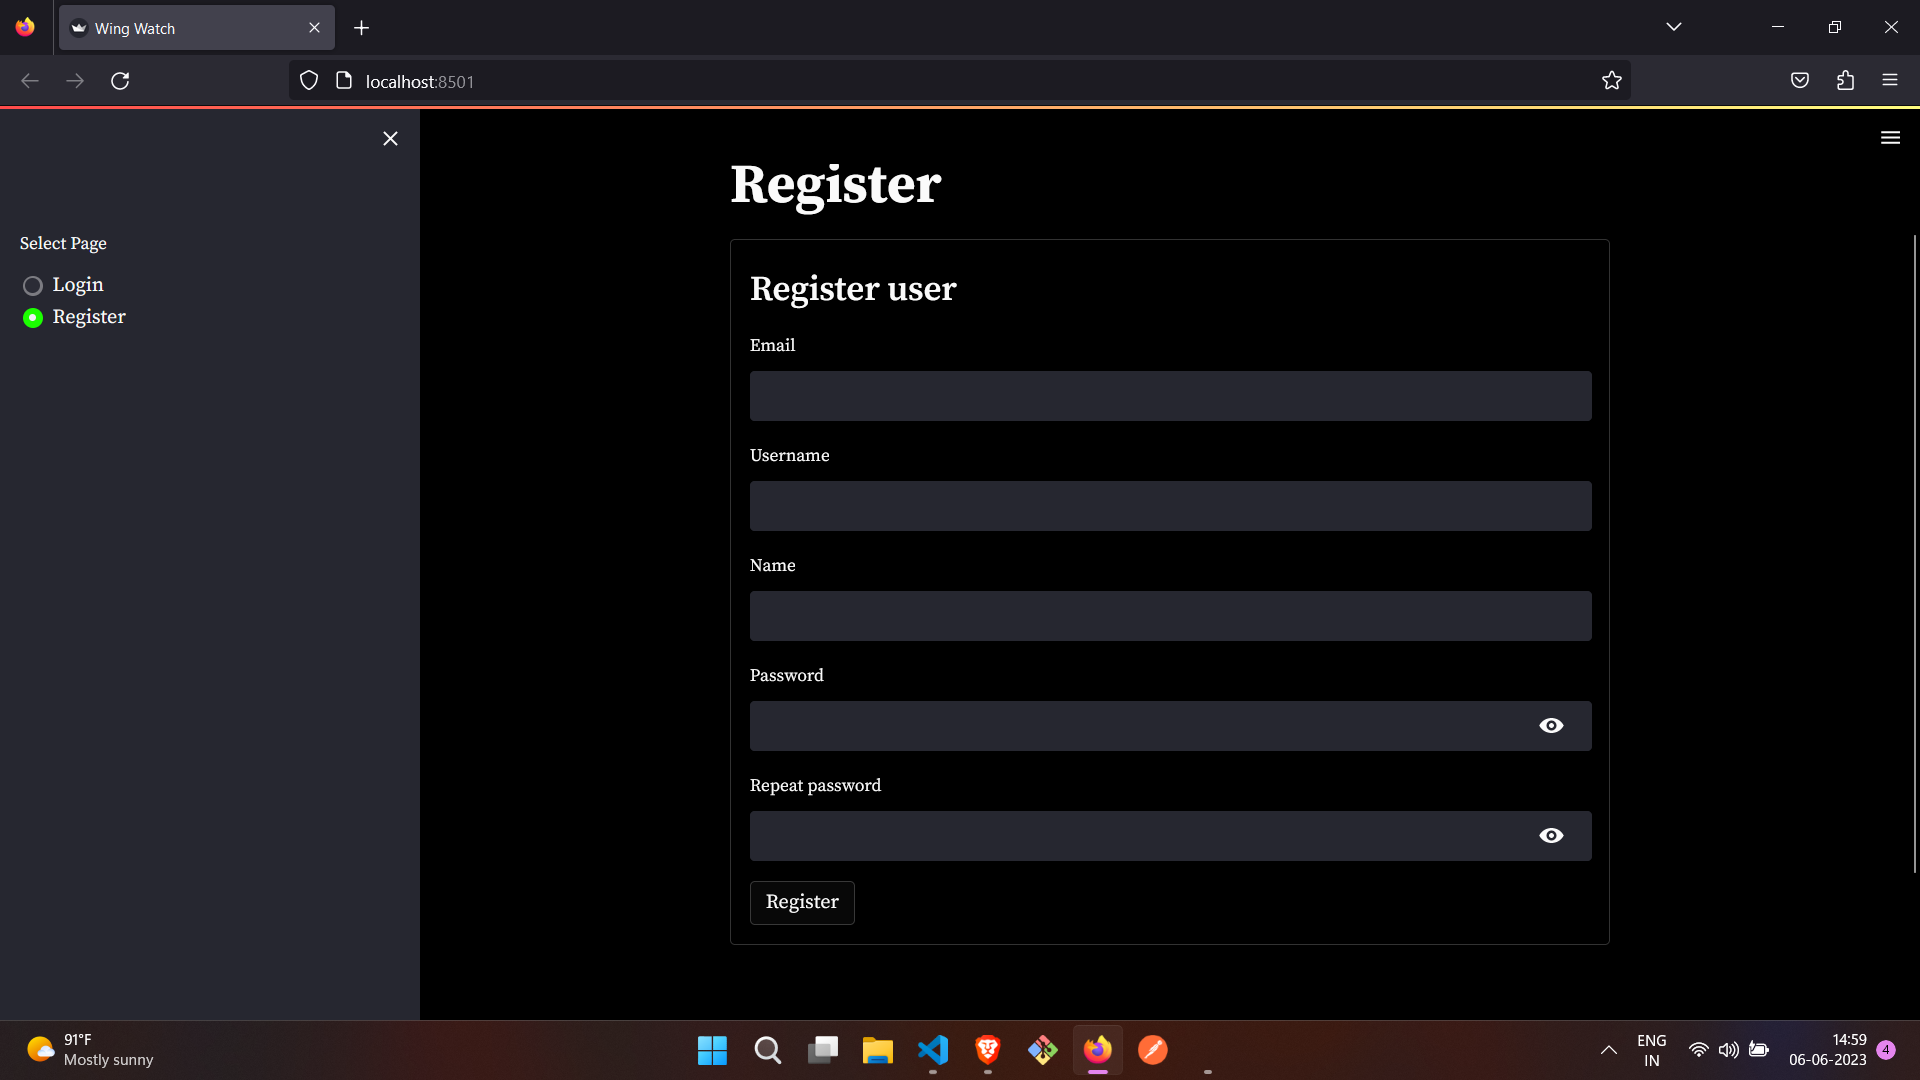 Wing Watch
localhost:8501
Select Page
Login
Register
Register
Register user
Email
Username
Name
Password
Repeat password
Register
91°F
Mostly sunny
ENG
IN
14:59
06-06-2023
4